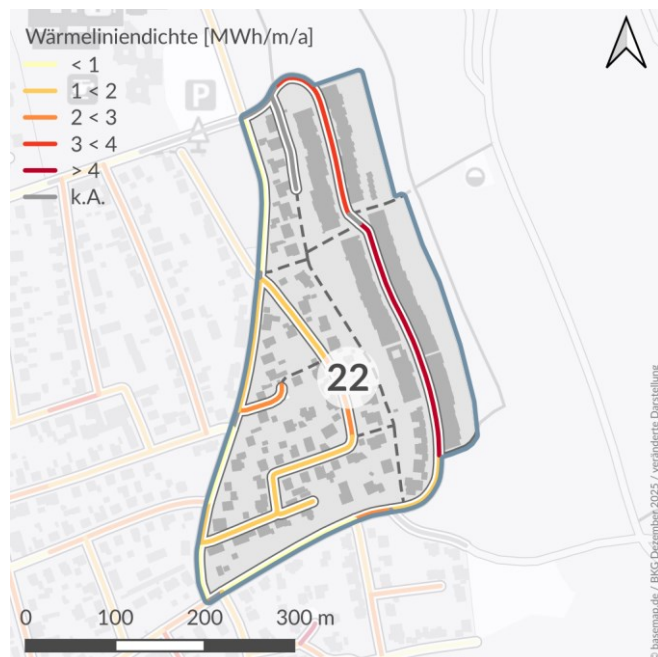 Wärmeliniendichte [MWh/m/a]
< 1
1 < 2
2 < 3
3 < 4
> 4
k.A.
P
22
0 100 200 300 m
© basemap.de / BKG Dezember 2025 / veränderte Darstellung